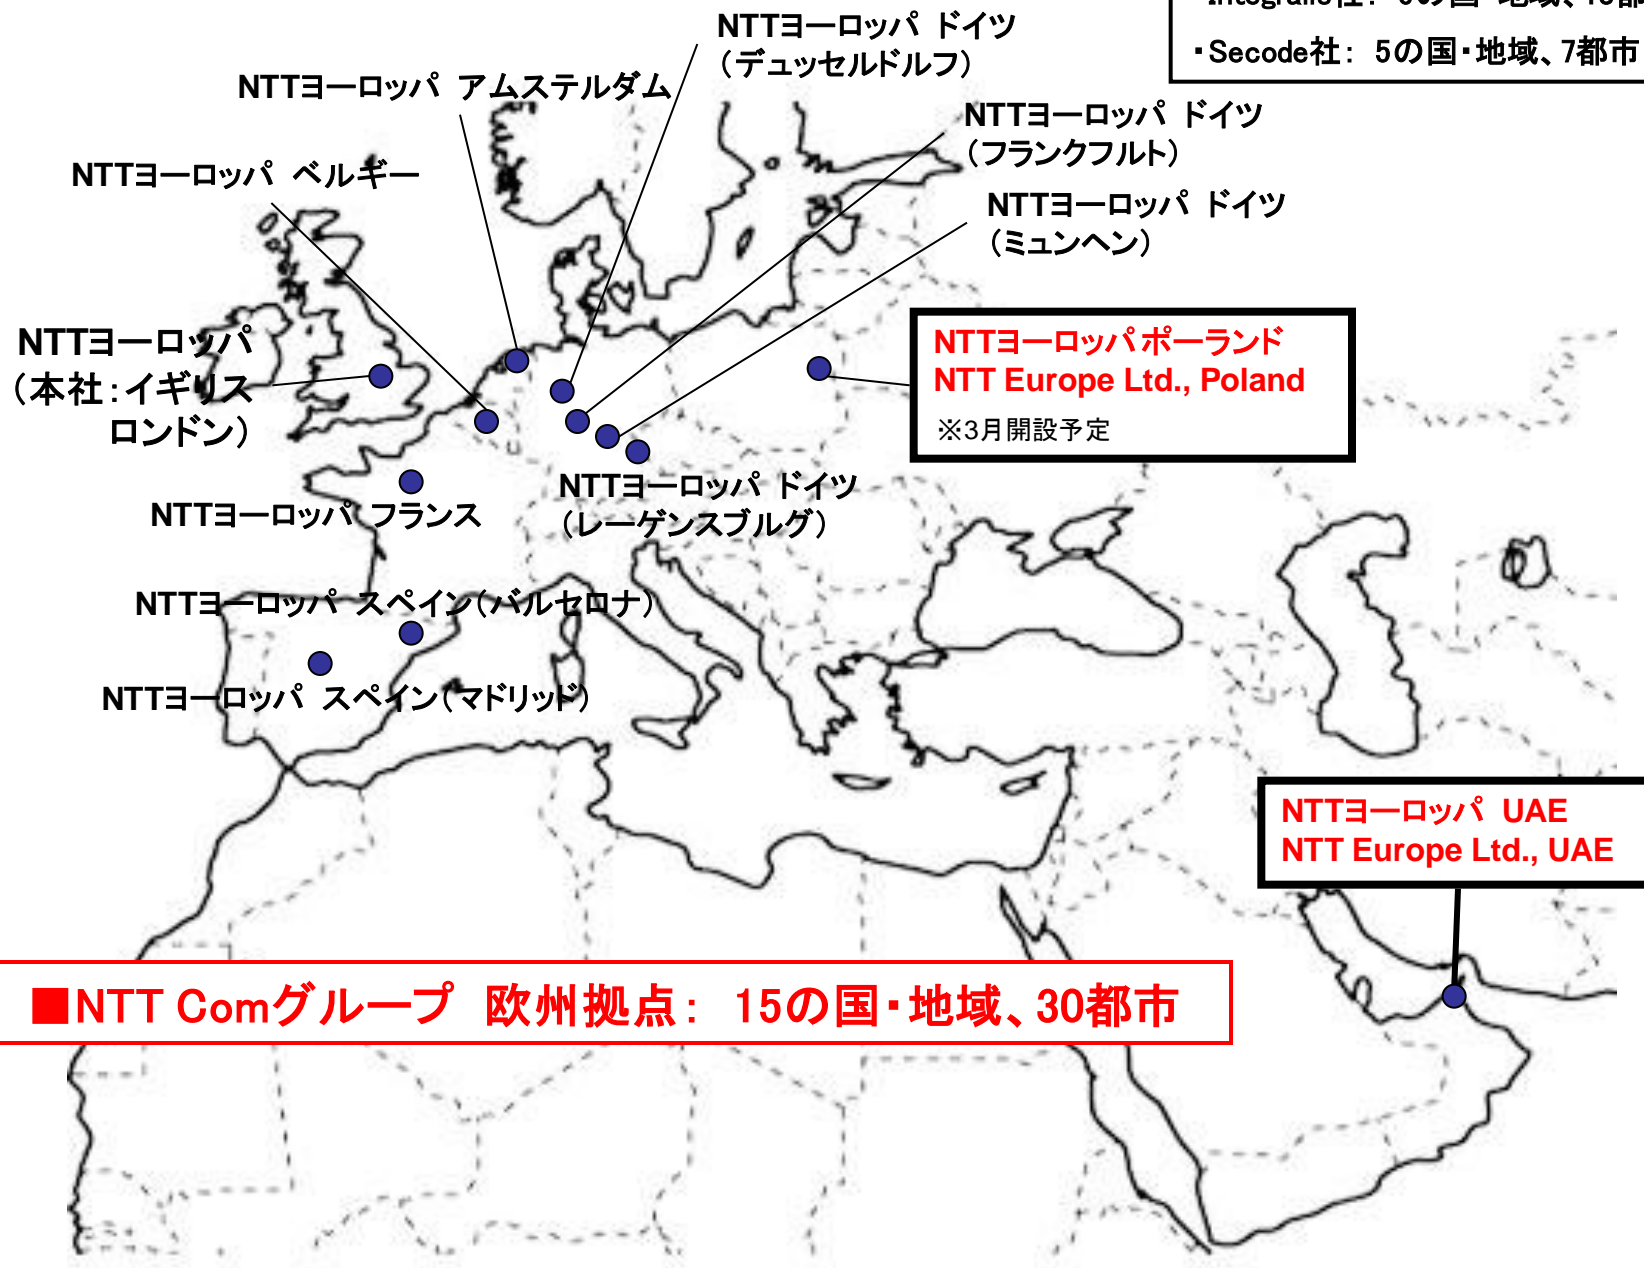 ・Secode社： 5の国・地域、7都市
NTTヨーロッパ ドイツ
（デュッセルドルフ）
NTTヨーロッパ アムステルダム
NTTヨーロッパ ドイツ
（フランクフルト）
NTTヨーロッパ ベルギー
NTTヨーロッパ ドイツ
（ミュンヘン）
NTTヨーロッパ
（本社：イギリス
ロンドン）
NTTヨーロッパポーランド
NTT Europe Ltd., Poland
※3月開設予定
NTTヨーロッパ ドイツ
（レーゲンスブルグ）
NTTヨーロッパ フランス
NTTヨーロッパ スペイン（バルセロナ）
NTTヨーロッパ スペイン（マドリッド）
NTTヨーロッパ UAE
NTT Europe Ltd., UAE
■NTT Comグループ 欧州拠点： 15の国・地域、30都市